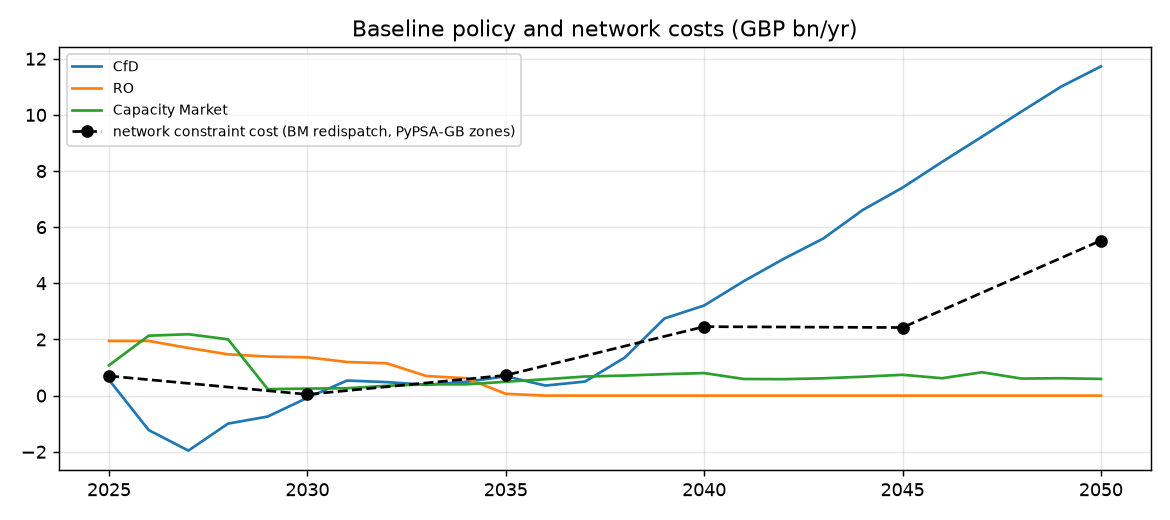 Baseline policy and network costs (GBP bn/yr)
CfD
RO
Capacity Market
network constraint cost (BM redispatch, PyPSA-GB zones)
12
10
8
6
4
2
0
−2
2025 2030 2035 2040 2045 2050